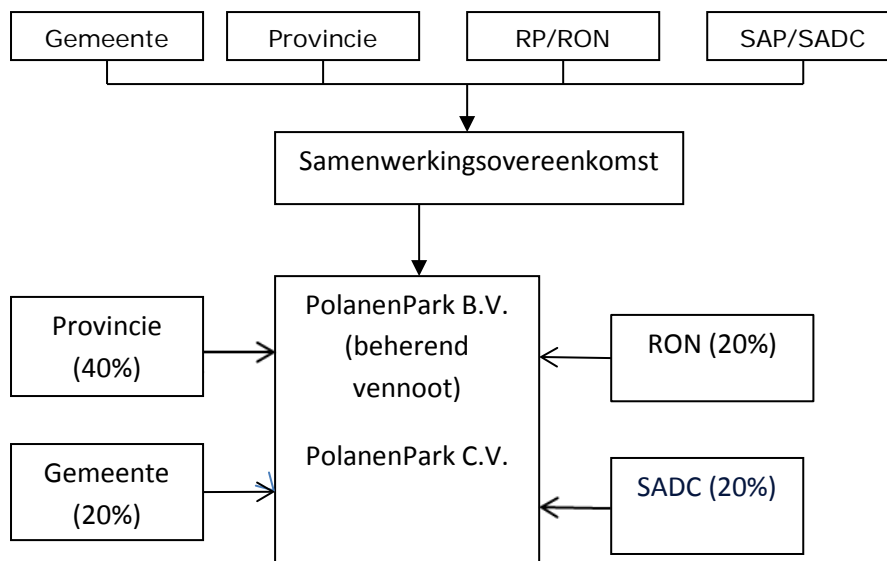 Gemeente
Provincie
RP/RON
SAP/SADC
Samenwerkingsovereenkomst
Provincie
(40%)
PolanenPark B.V.
(beherend
vennoot)
PolanenPark C.V.
RON (20%)
Gemeente
(20%)
SADC (20%)